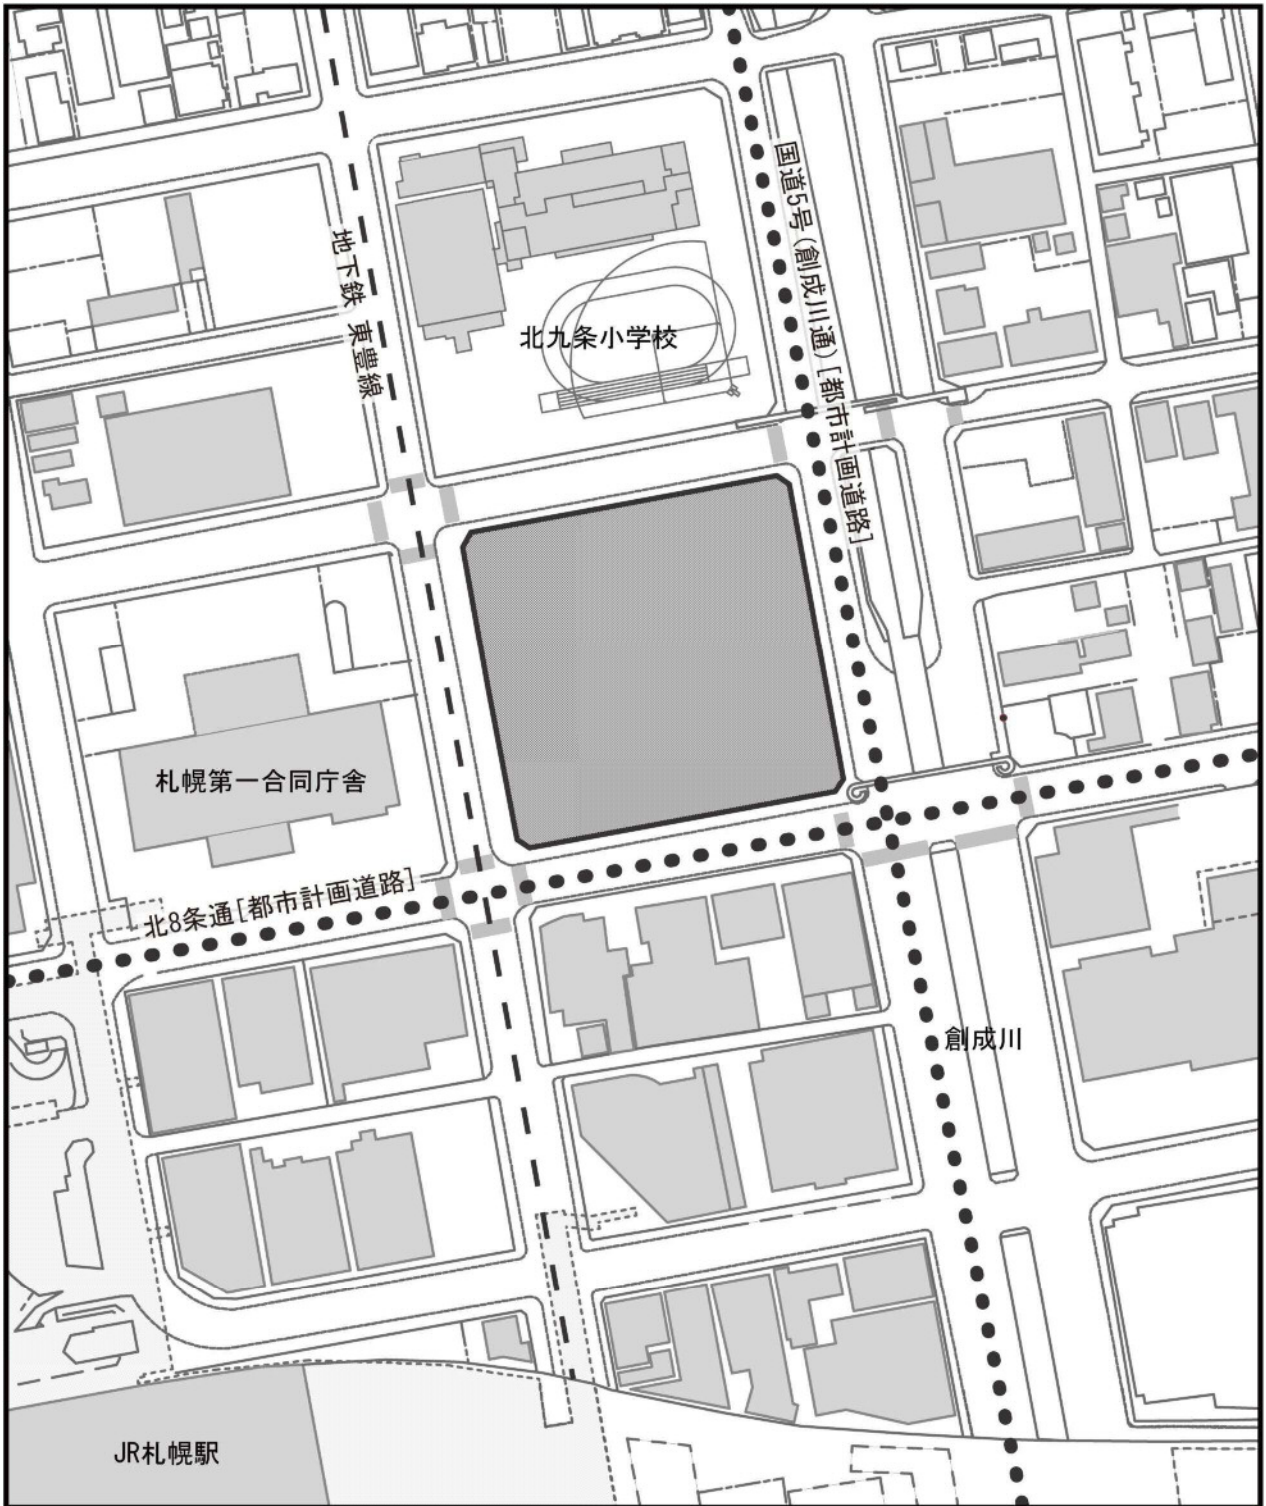 国道5号(創成川通)[都市計画道路]
地下鉄 東豊線
北九条小学校
札幌第一合同庁舎
北8条通[都市計画道路]
創成川
JR札幌駅